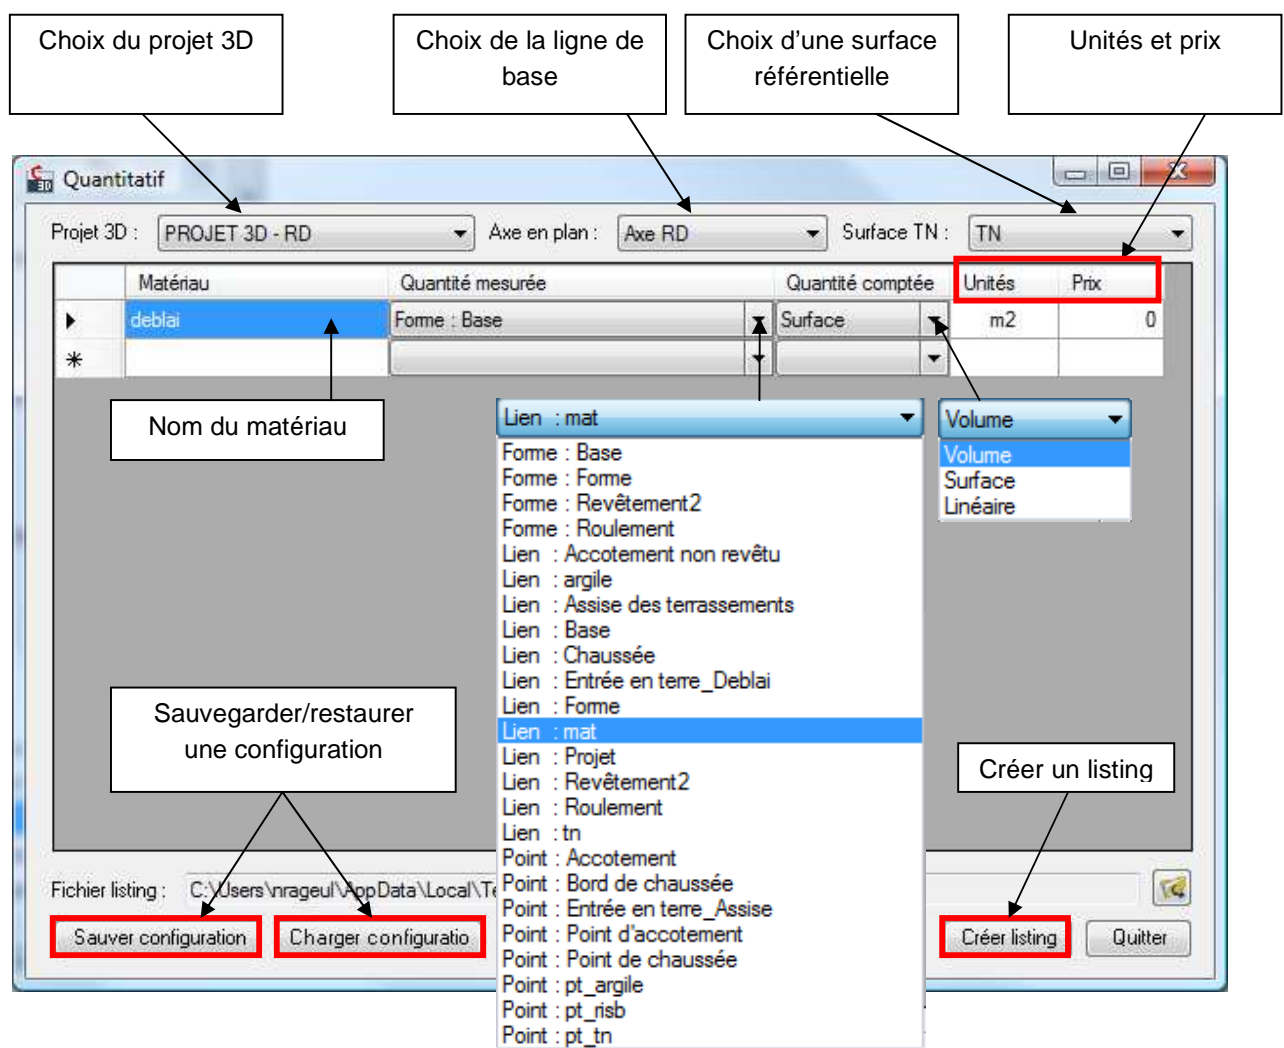 Choix du projet 3D
Choix de la ligne de
base
Choix d'une surface
référentielle
Unités et prix
3D
Quantitatif
Projet 3D : PROJET 3D - RD Axe en plan : Axe RD Surface TN : TN
Matériau Quantité mesurée Quantité comptée Unités Prix
deblai Forme : Base Surface m2 0
Nom du matériau
Lien : mat
Forme : Base
Forme : Forme
Forme : Revêtement2
Forme : Roulement
Lien : Accotement non revêtu
Lien : argile
Lien : Assise des terrassements
Lien : Base
Lien : Chaussée
Lien : Entrée en terre_Deblai
Lien : Forme
Lien : mat
Lien : Projet
Lien : Revêtement2
Lien : Roulement
Lien : tn
Point : Accotement
Point : Bord de chaussée
Point : Entrée en terre_Assise
Point : Point d'accotement
Point : Point de chaussée
Point : pt_argile
Point : pt_risb
Point : pt_tn
Volume
Volume
Surface
Linéaire
Sauvegarder/restaurer
une configuration
Créer un listing
Fichier listing : C:\Users\nrageul\AppData\Local\Te
Sauver configuration Charger configuratio Créer listing Quitter